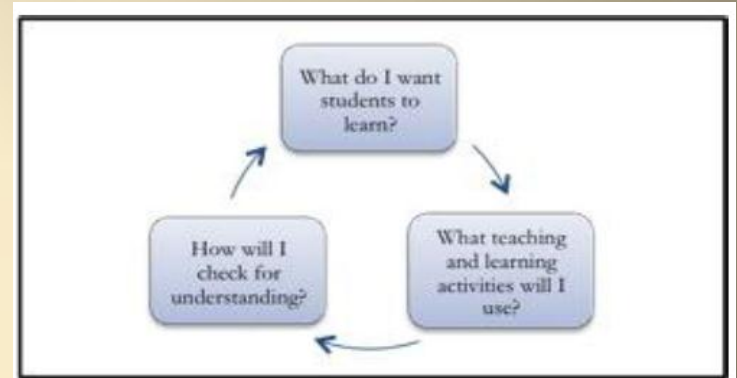 What do I want
students to
learn?
What teaching
and learning
activities will I
use?
How will I
check for
understanding?